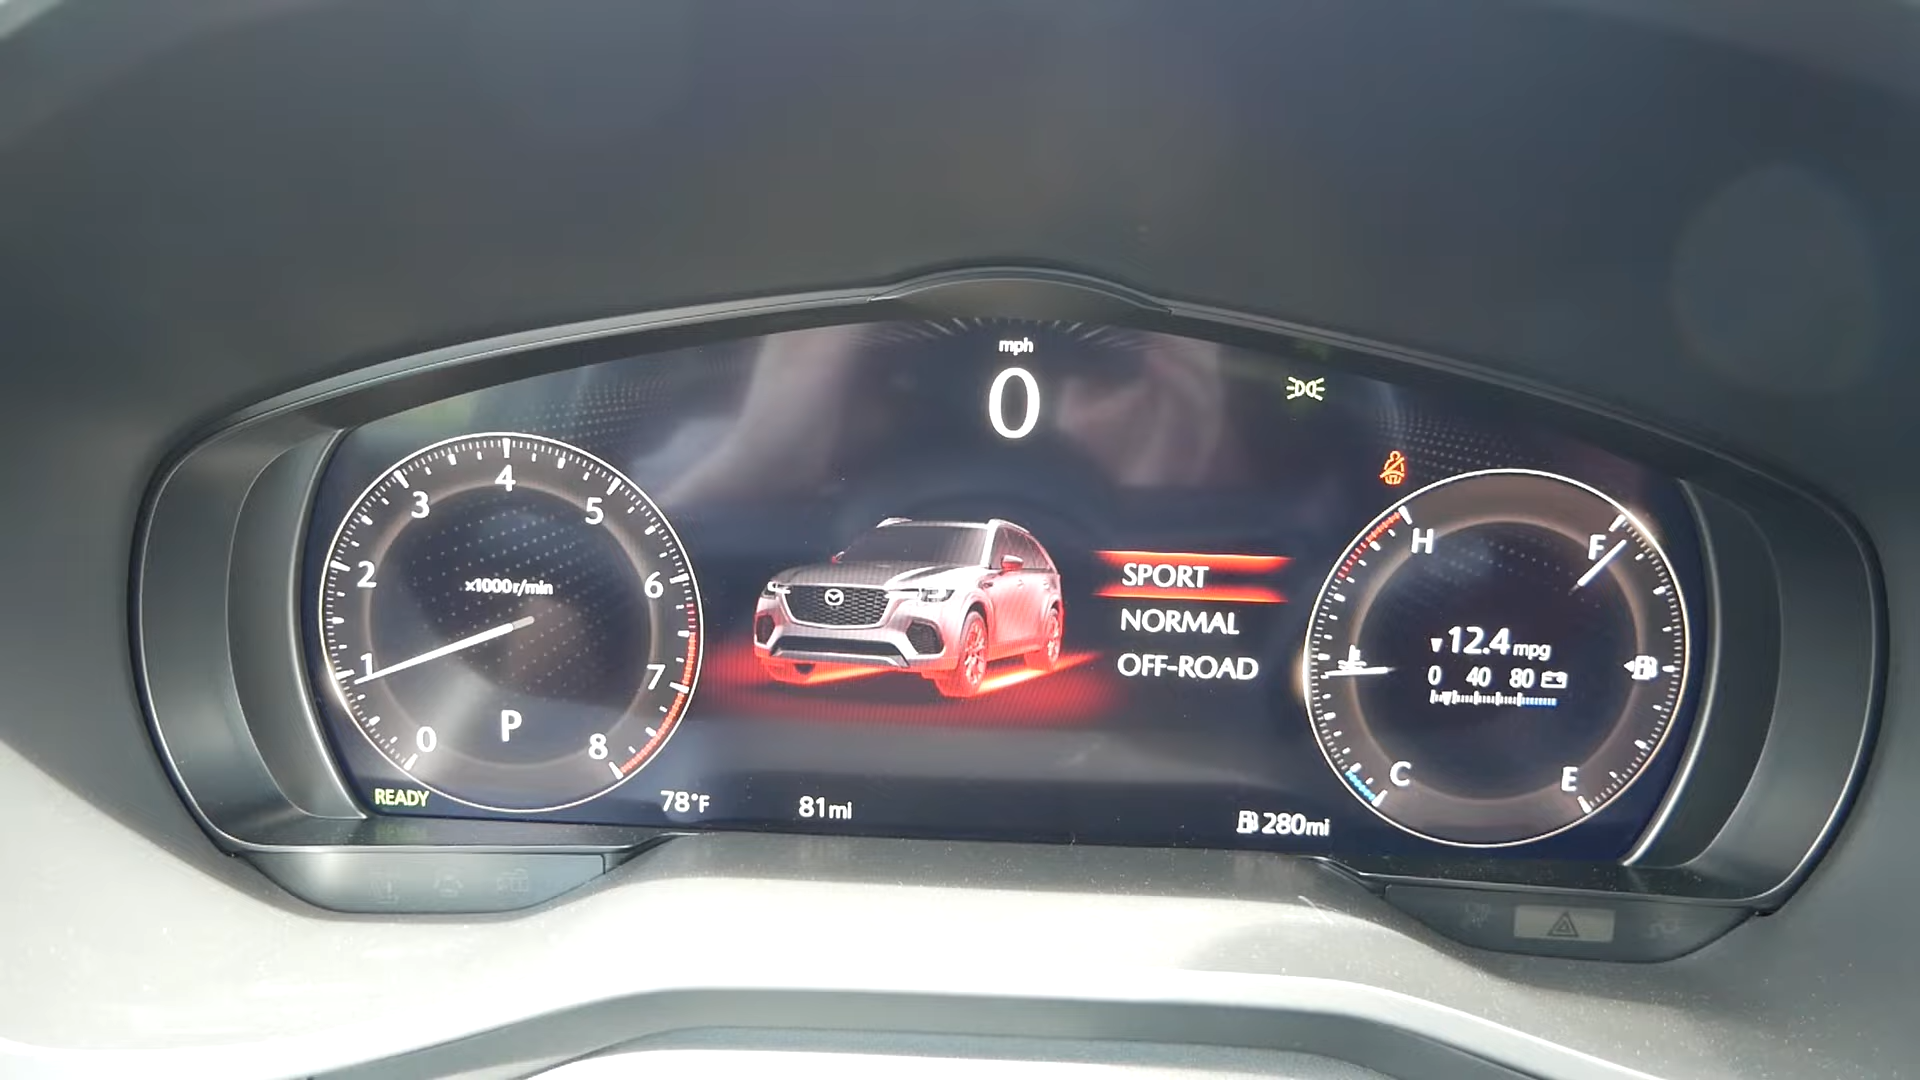 mph
0
4
3
5
2
6
x1000r/min
1
7
P
0
8
READY
78°F
81mi
SPORT
NORMAL
OFF-ROAD
280mi
H
F
12.4 mpg
0 40 80
C
E